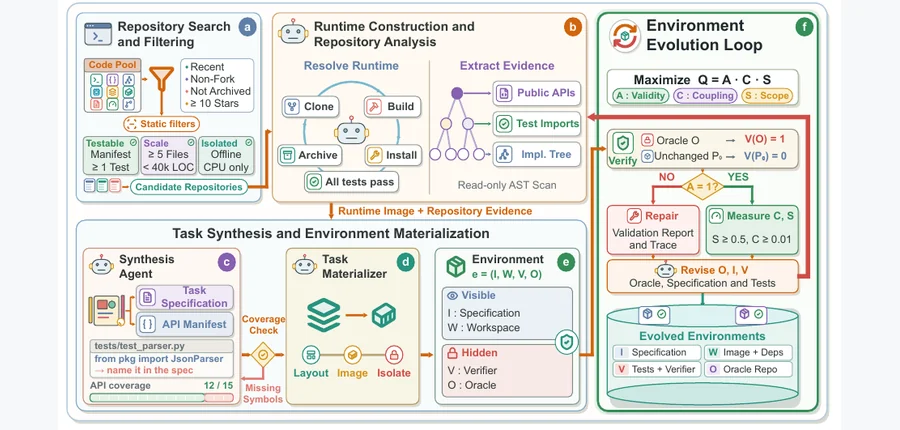 Repository Search
and Filtering
a
Code Pool
• Recent
• Non-Fork
• Not Archived
• ≥ 10 Stars
Static filters
Testable
Manifest
≥ 1 Test
Scale
≥ 5 Files
< 40k LOC
Isolated
Offline
CPU only
Candidate Repositories
Runtime Construction and
Repository Analysis
b
Resolve Runtime
Clone
Build
Archive
Install
All tests pass
Extract Evidence
Public APIs
Test Imports
Impl. Tree
Read-only AST Scan
Runtime Image + Repository Evidence
Task Synthesis and Environment Materialization
Synthesis
Agent
c
Task
Specification
{ } API Manifest
tests/test_parser.py
from pkg import JsonParser
→ name it in the spec
API coverage
12 / 15
Coverage
Check
Missing
Symbols
Task
Materializer
d
Layout
Image
Isolate
Environment
e = (I, W, V, O)
e
Visible
I : Specification
W : Workspace
Hidden
V : Verifier
O : Oracle
Environment
Evolution Loop
f
Maximize Q = A · C · S
A : Validity
C : Coupling
S : Scope
Verify
Oracle O → V(O) = 1
Unchanged P₀ → V(P₀) = 0
NO
A = 1?
YES
Repair
Validation Report
and Trace
Measure C, S
S ≥ 0.5, C ≥ 0.01
Revise O, I, V
Oracle, Specification and Tests
Evolved Environments
I Specification
W Image + Deps
V Tests + Verifier
O Oracle Repo